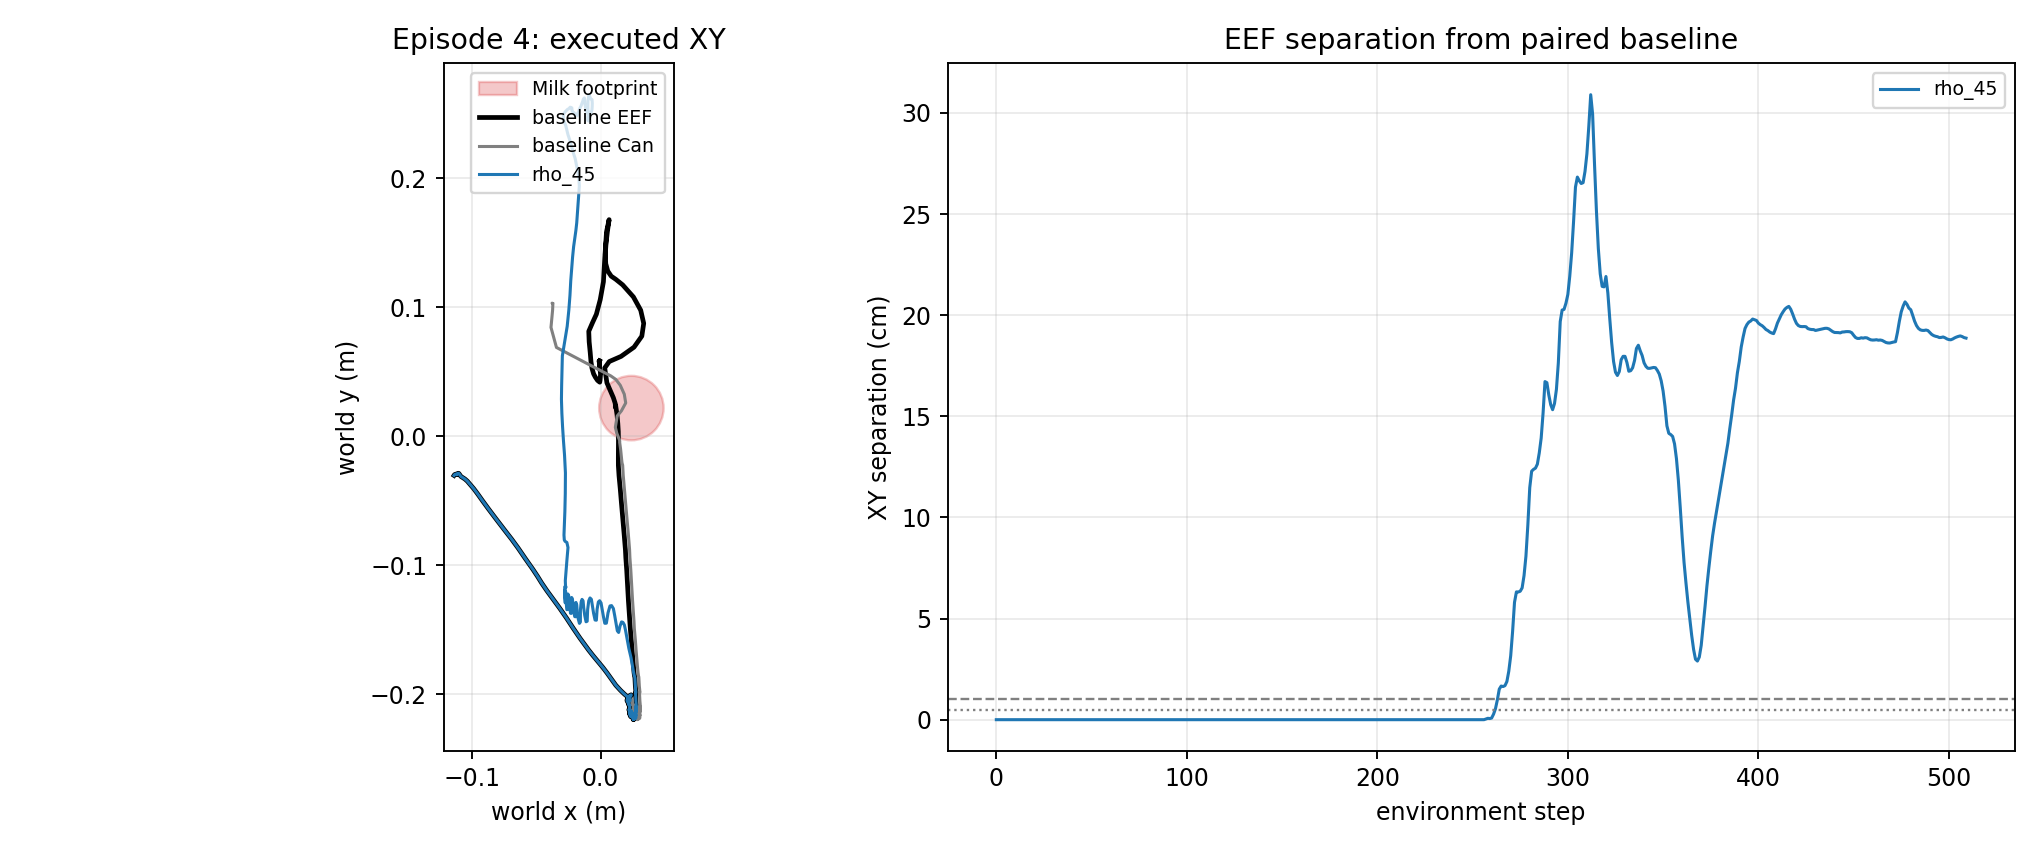 Episode 4: executed XY
Milk footprint
baseline EEF
baseline Can
rho_45
world y (m)
0.2
0.1
0.0
−0.1
−0.2
−0.1
0.0
world x (m)
EEF separation from paired baseline
rho_45
XY separation (cm)
30
25
20
15
10
5
0
0
100
200
300
400
500
environment step